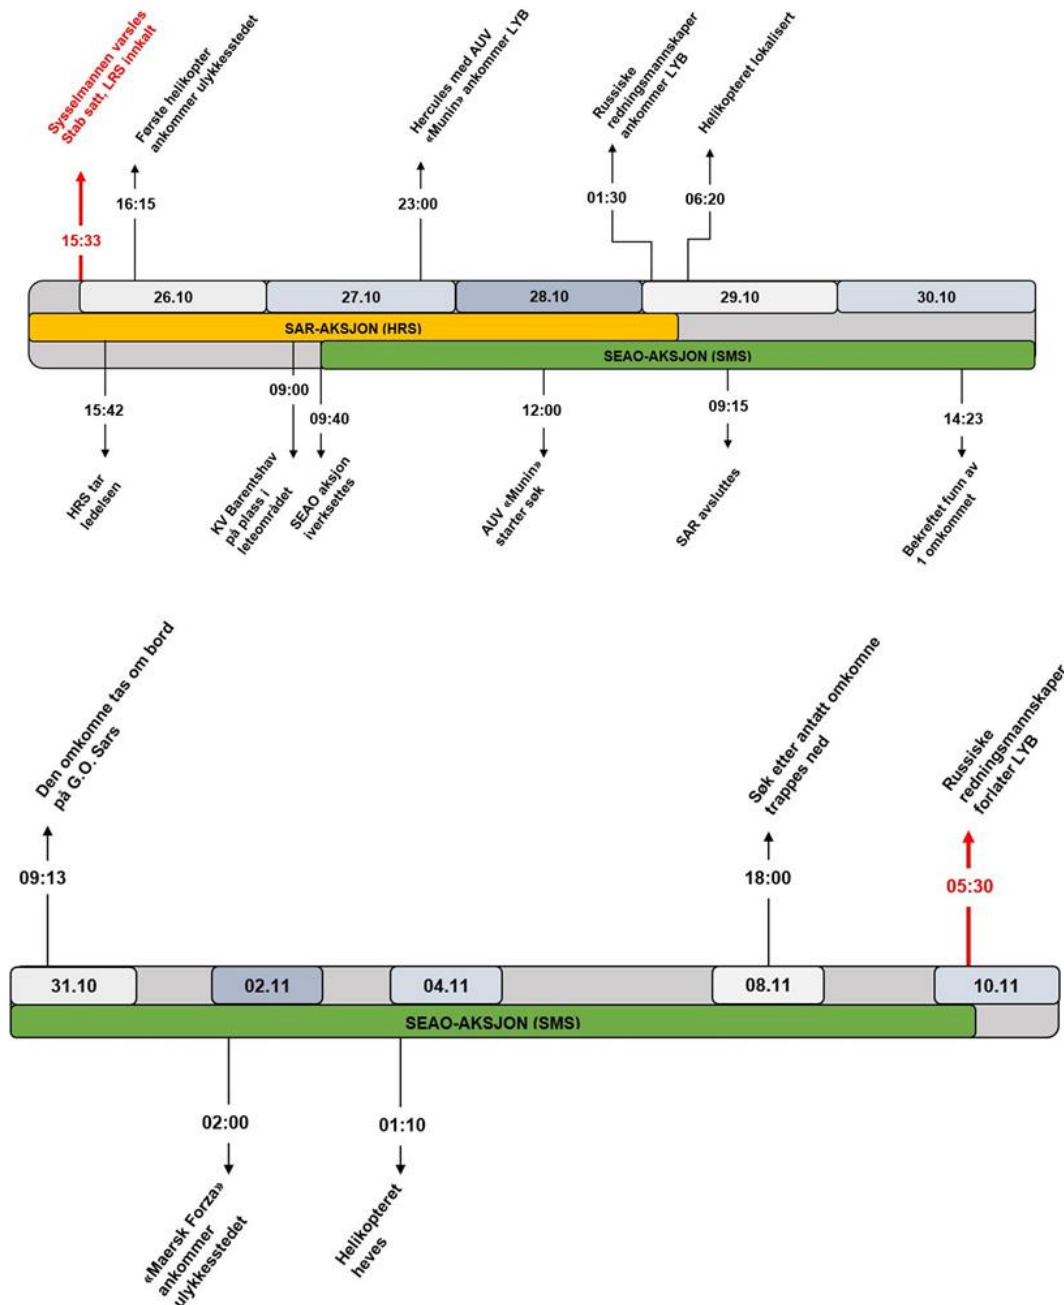 Sysselmannen varsles
Stab satt, LRS innkalt
Første helikopter
ankommer ulykkesstedet
Hercules med AUV
«Munin» ankommer LYB
Russiske
redningsmannskaper
ankommer LYB
Helikopteret lokalisert
15:33
16:15
23:00
01:30
06:20
26.10
27.10
28.10
29.10
30.10
SAR-AKSJON (HRS)
SEAO-AKSJON (SMS)
15:42
09:00
09:40
12:00
09:15
14:23
HRS tar
ledelsen
KV Barentshav
på plass i
leteområdet
SEAO aksjon
iverksettes
AUV «Munin»
starter søk
SAR avsluttes
Bekreftet funn av
1 omkommet
Den omkomne tas om bord
på G.O. Sars
Søk etter antatt omkomne
trappes ned
Russiske
redningsmannskaper
forlater LYB
09:13
18:00
05:30
31.10
02.11
04.11
08.11
10.11
SEAO-AKSJON (SMS)
02:00
01:10
«Maersk Forza»
ankommer
ulykkesstedet
Helikopteret
heves